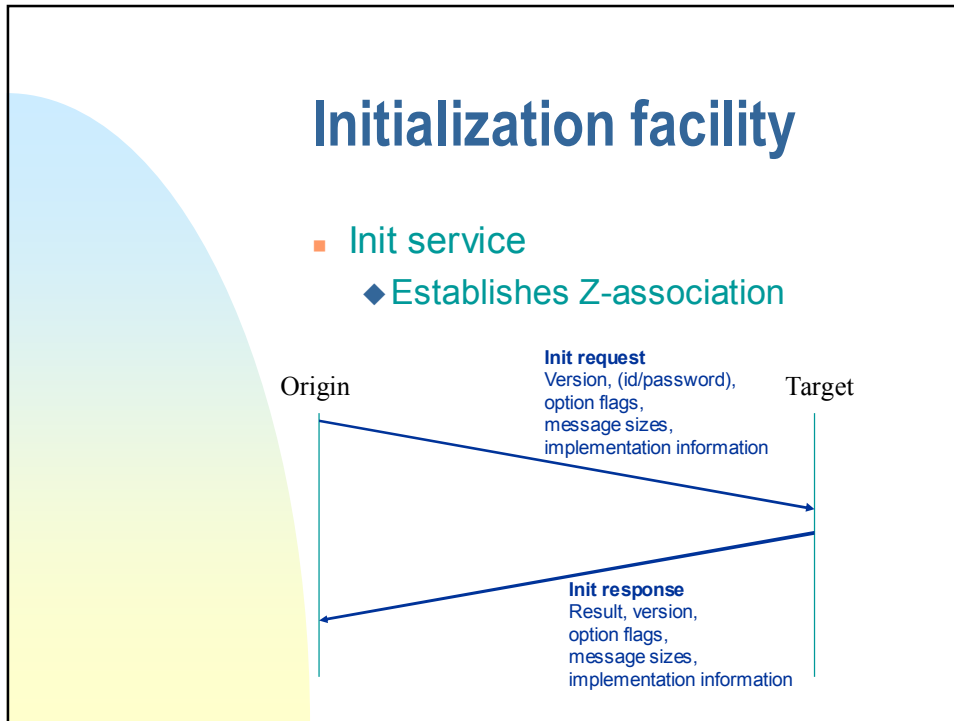 Initialization facility
Init service
Establishes Z-association
Init request
Version, (id/password),
option flags,
message sizes,
implementation information
Origin
Target
Init response
Result, version,
option flags,
message sizes,
implementation information